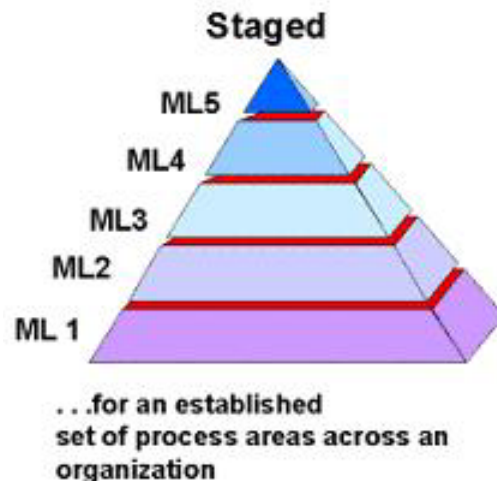 Staged
ML5
ML4
ML3
ML2
ML 1
. . .for an established
set of process areas across an
organization